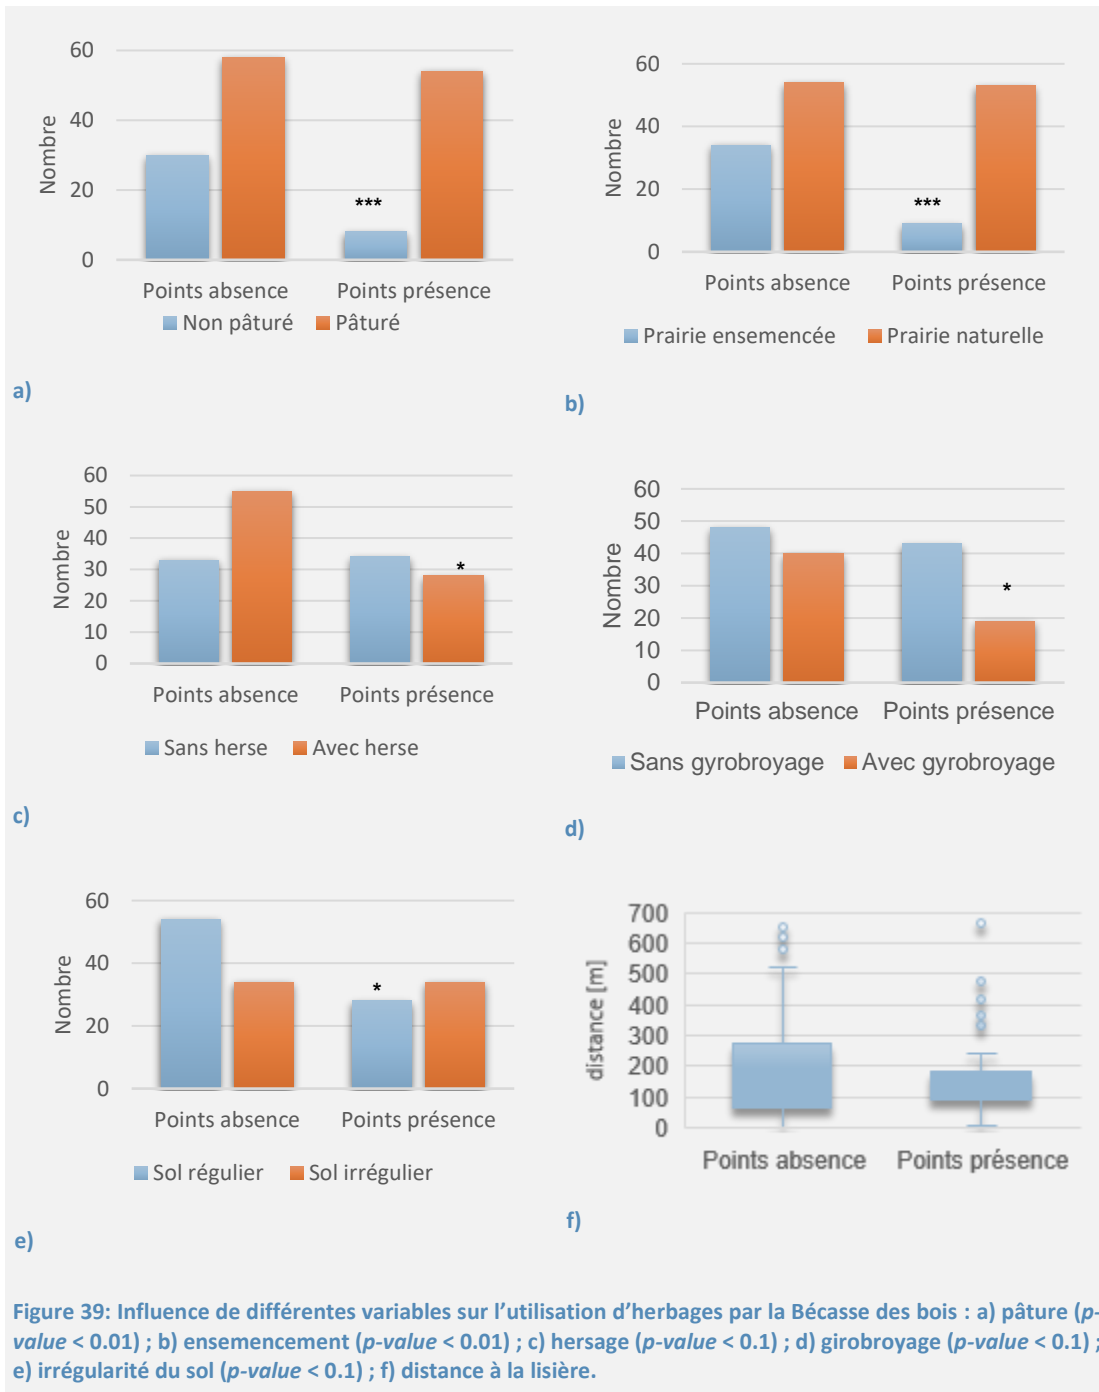 60
40
20
0
Nombre
***
Points absence Points présence
Non pâturé Pâturé
a)
60
40
20
0
Nombre
***
Points absence Points présence
Prairie ensemencée Prairie naturelle
b)
60
50
40
30
20
10
0
Nombre
*
Points absence Points présence
Sans herse Avec herse
c)
60
50
40
30
20
10
0
Nombre
*
Points absence Points présence
Sans gyrobroyage Avec gyrobroyage
d)
60
40
20
0
Nombre
*
Points absence Points présence
Sol régulier Sol irrégulier
e)
700
600
500
400
300
200
100
0
distance [m]
Points absence Points présence
f)
Figure 39: Influence de différentes variables sur l'utilisation d'herbages par la Bécasse des bois : a) pâture (p-
value < 0.01) ; b) ensemencement (p-value < 0.01) ; c) hersage (p-value < 0.1) ; d) girobroyage (p-value < 0.1) ;
e) irrégularité du sol (p-value < 0.1) ; f) distance à la lisière.